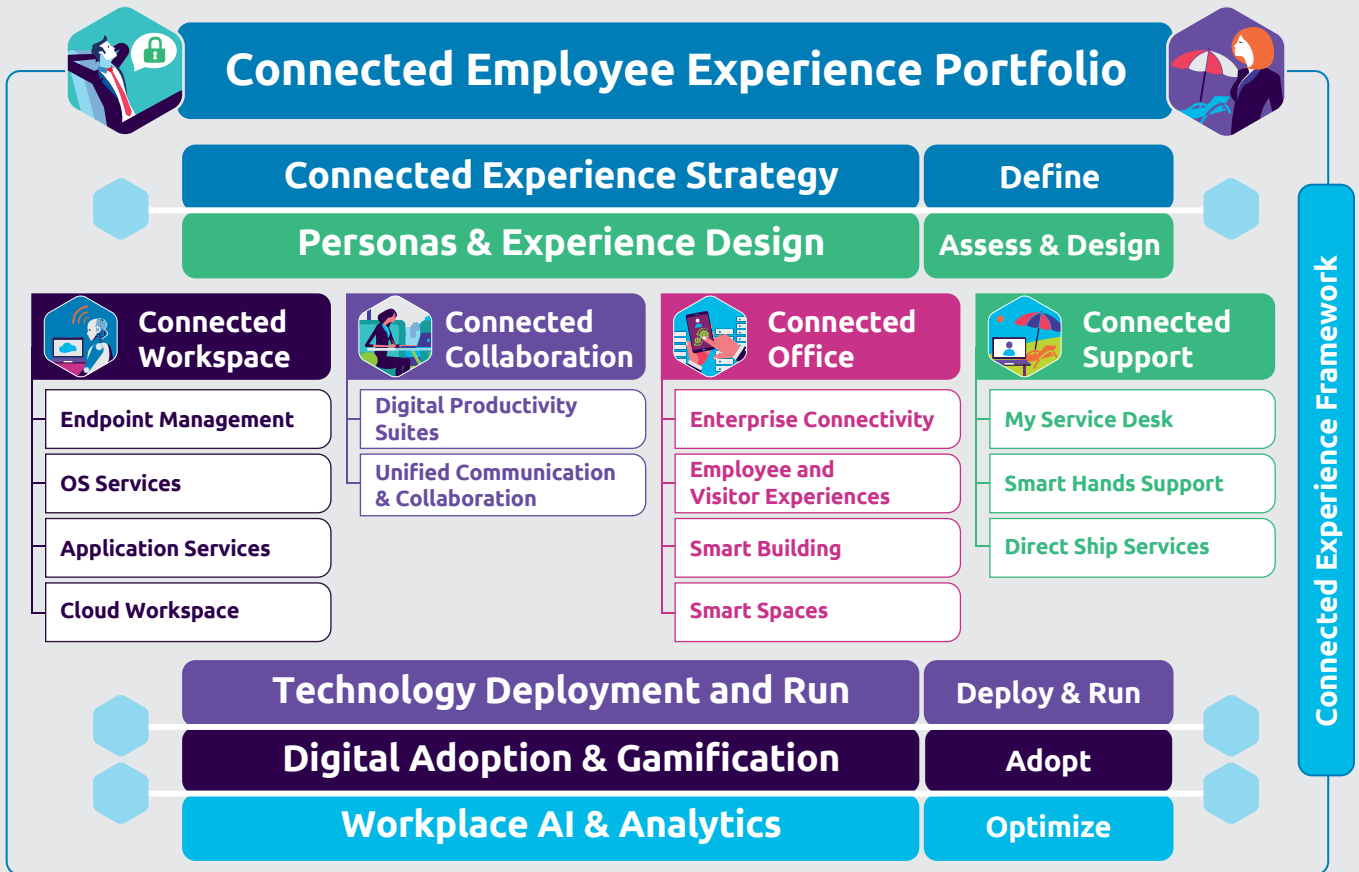 Connected Employee Experience Portfolio
Connected Experience Strategy
Define
Personas & Experience Design
Assess & Design
Connected
Workspace
Endpoint Management
OS Services
Application Services
Cloud Workspace
Connected
Collaboration
Digital Productivity
Suites
Unified Communication
& Collaboration
Connected
Office
Enterprise Connectivity
Employee and
Visitor Experiences
Smart Building
Smart Spaces
Connected
Support
My Service Desk
Smart Hands Support
Direct Ship Services
Technology Deployment and Run
Deploy & Run
Digital Adoption & Gamification
Adopt
Workplace AI & Analytics
Optimize
Connected Experience Framework